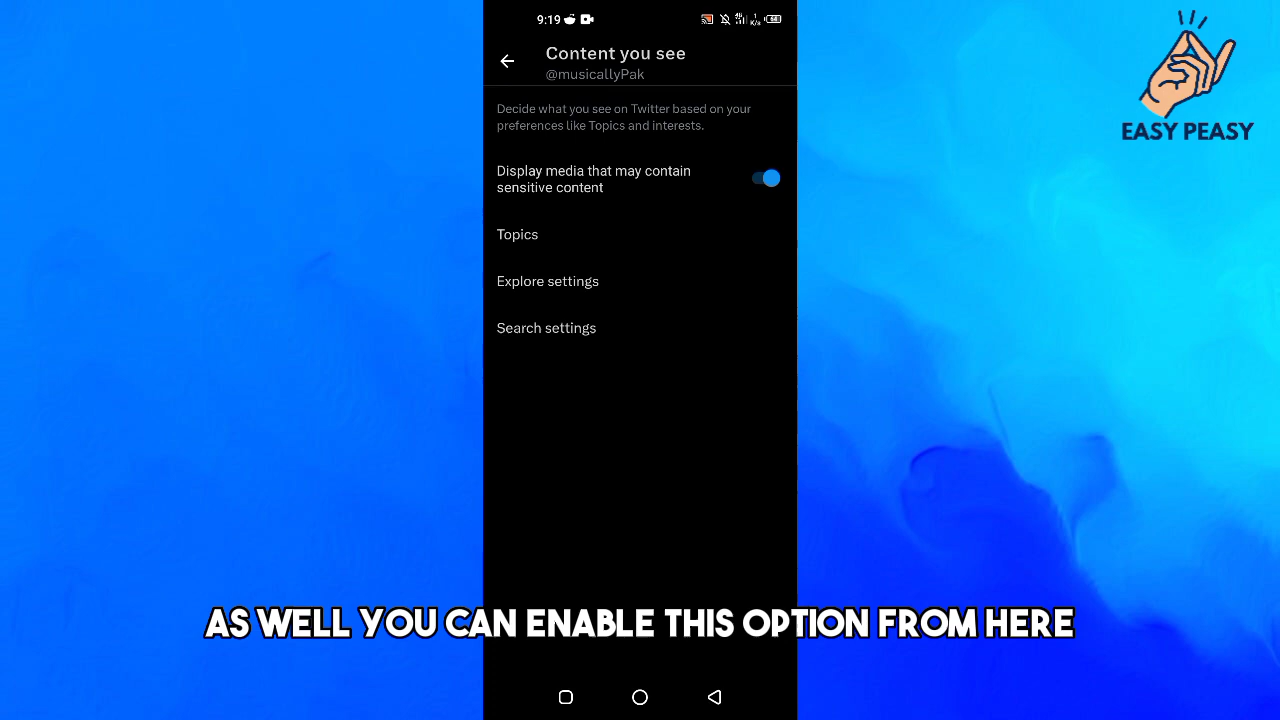 9:19
EASY PEASY
Content you see
@musicallyPak
Decide what you see on Twitter based on your
preferences like Topics and interests.
Display media that may contain
sensitive content
Topics
Explore settings
Search settings
AS WELL YOU CAN ENABLE THIS OPTION FROM HERE